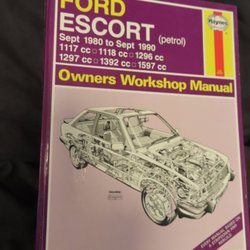 FORD
ESCORT (petrol)
Sept 1980 to Sept 1990
1117 cc □ 1118 cc □ 1296 cc
1297 cc □ 1392 cc □ 1597 cc
Haynes
Owners Workshop Manual